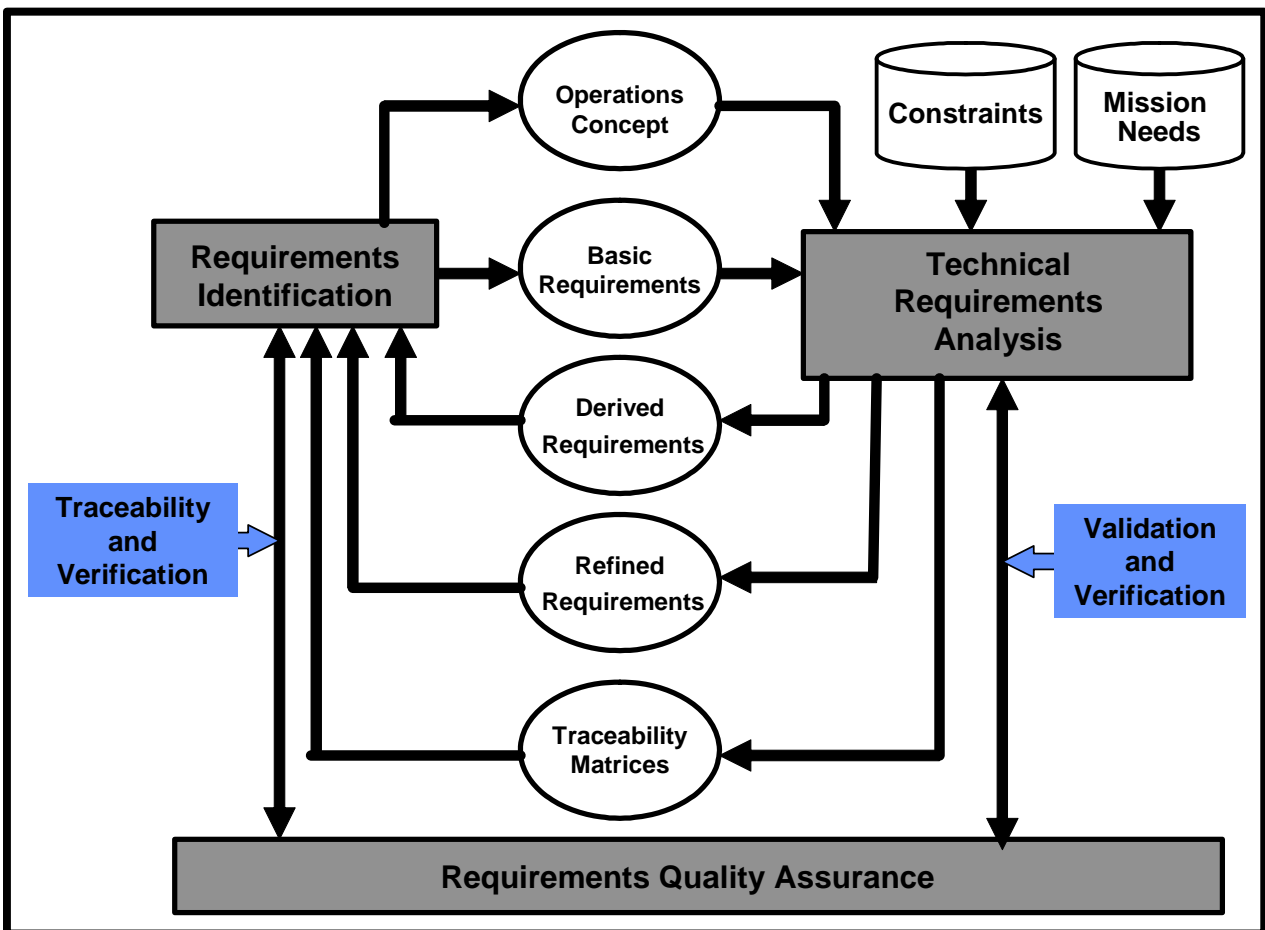 Operations
Concept
Constraints
Mission
Needs
Requirements
Identification
Basic
Requirements
Technical
Requirements
Analysis
Derived
Requirements
Traceability
and
Verification
Refined
Requirements
Validation
and
Verification
Traceability
Matrices
Requirements Quality Assurance